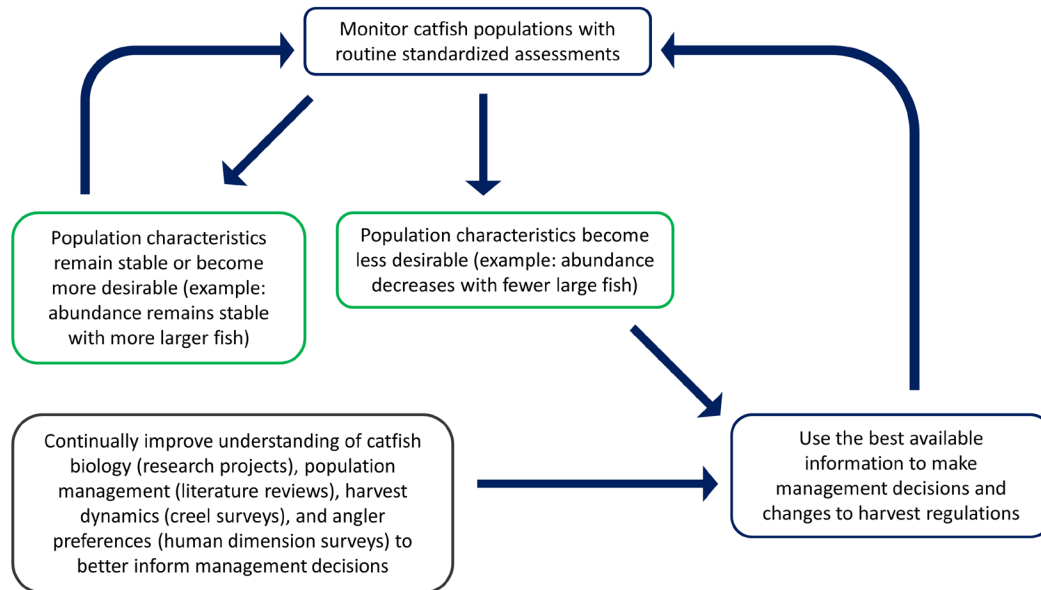 Monitor catfish populations with
routine standardized assessments
Population characteristics
remain stable or become
more desirable (example:
abundance remains stable
with more larger fish)
Population characteristics become
less desirable (example: abundance
decreases with fewer large fish)
Continually improve understanding of catfish
biology (research projects), population
management (literature reviews), harvest
dynamics (creel surveys), and angler
preferences (human dimension surveys) to
better inform management decisions
Use the best available
information to make
management decisions and
changes to harvest regulations